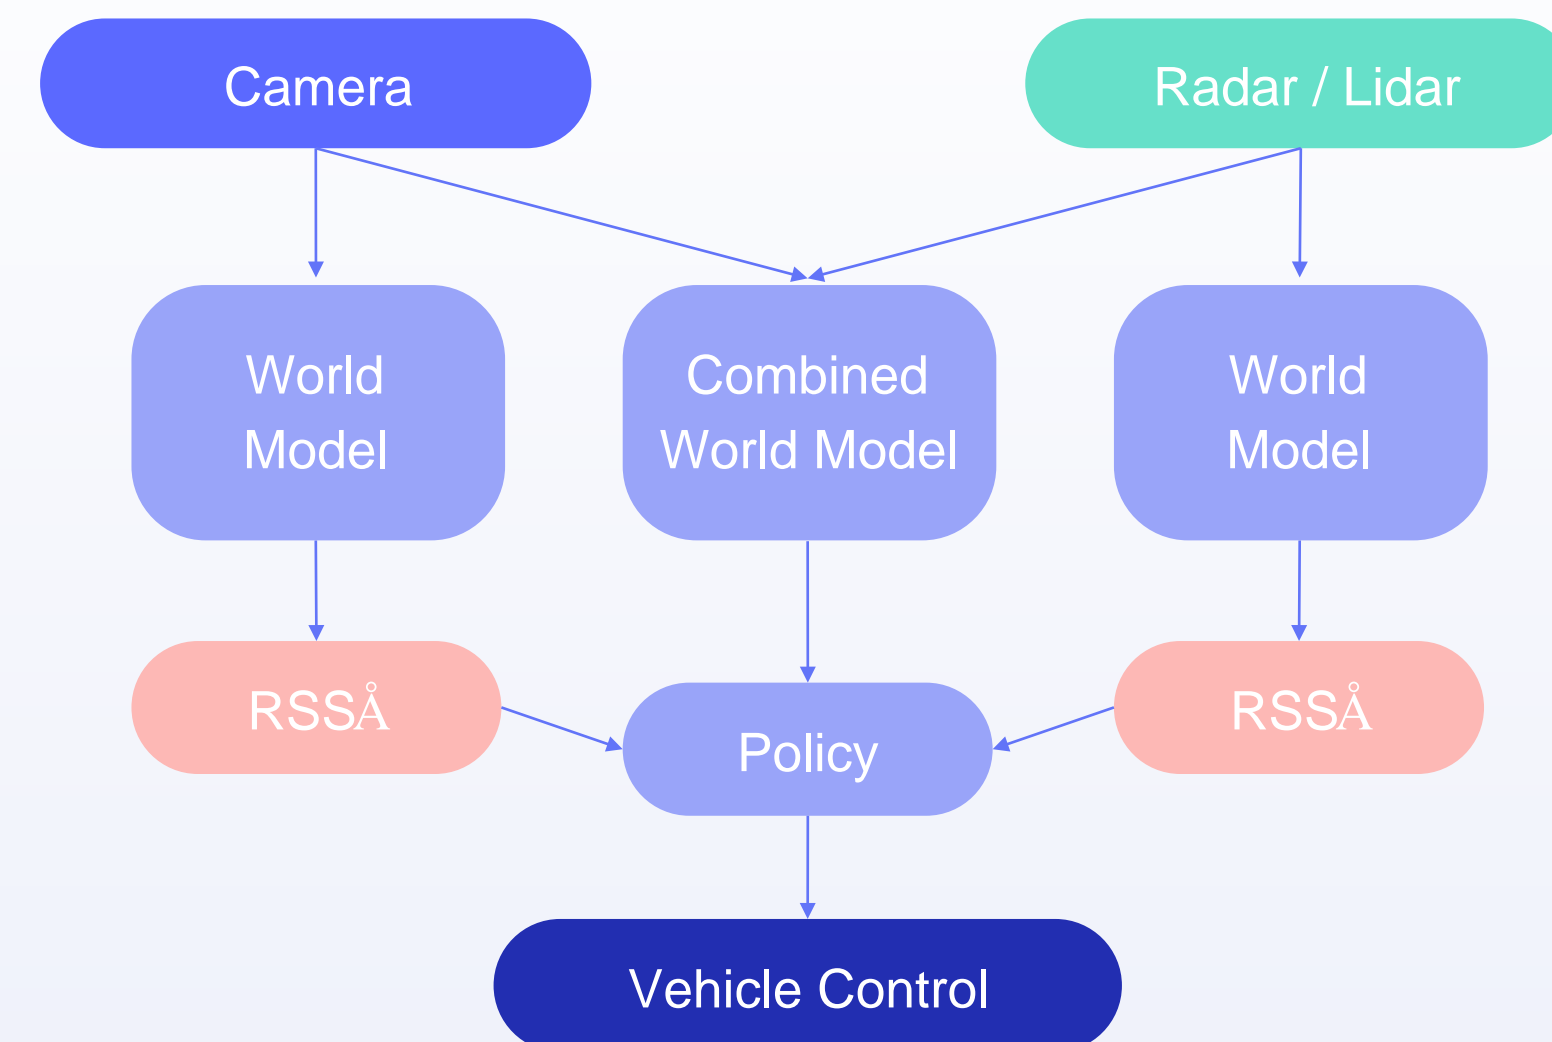 Camera
Radar / Lidar
World
Model
Combined
World Model
World
Model
RSSÅ
RSSÅ
Policy
Vehicle Control